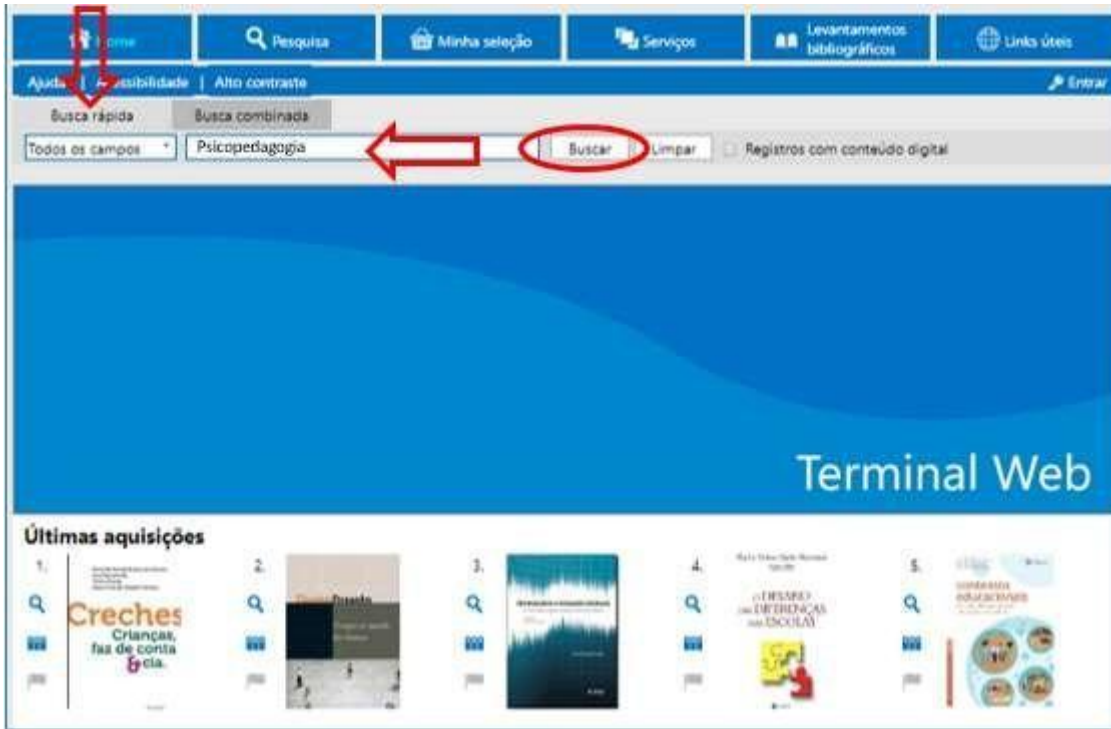 Home
Pesquisa
Minha seleção
Serviços
Levantamentos
bibliográficos
Links úteis
Ajuda | Acessibilidade | Alto contraste
Entrar
Busca rápida
Busca combinada
Todos os campos
Psicopedagogia
Buscar
Limpar
Registros com conteúdo digital
Terminal Web
Últimas aquisições
1.
2.
3.
4.
5.
Creches
Crianças,
faz de conta
& cia.
O DESAFIO
DAS DIFERENÇAS
NAS ESCOLAS
contextos
educacionais